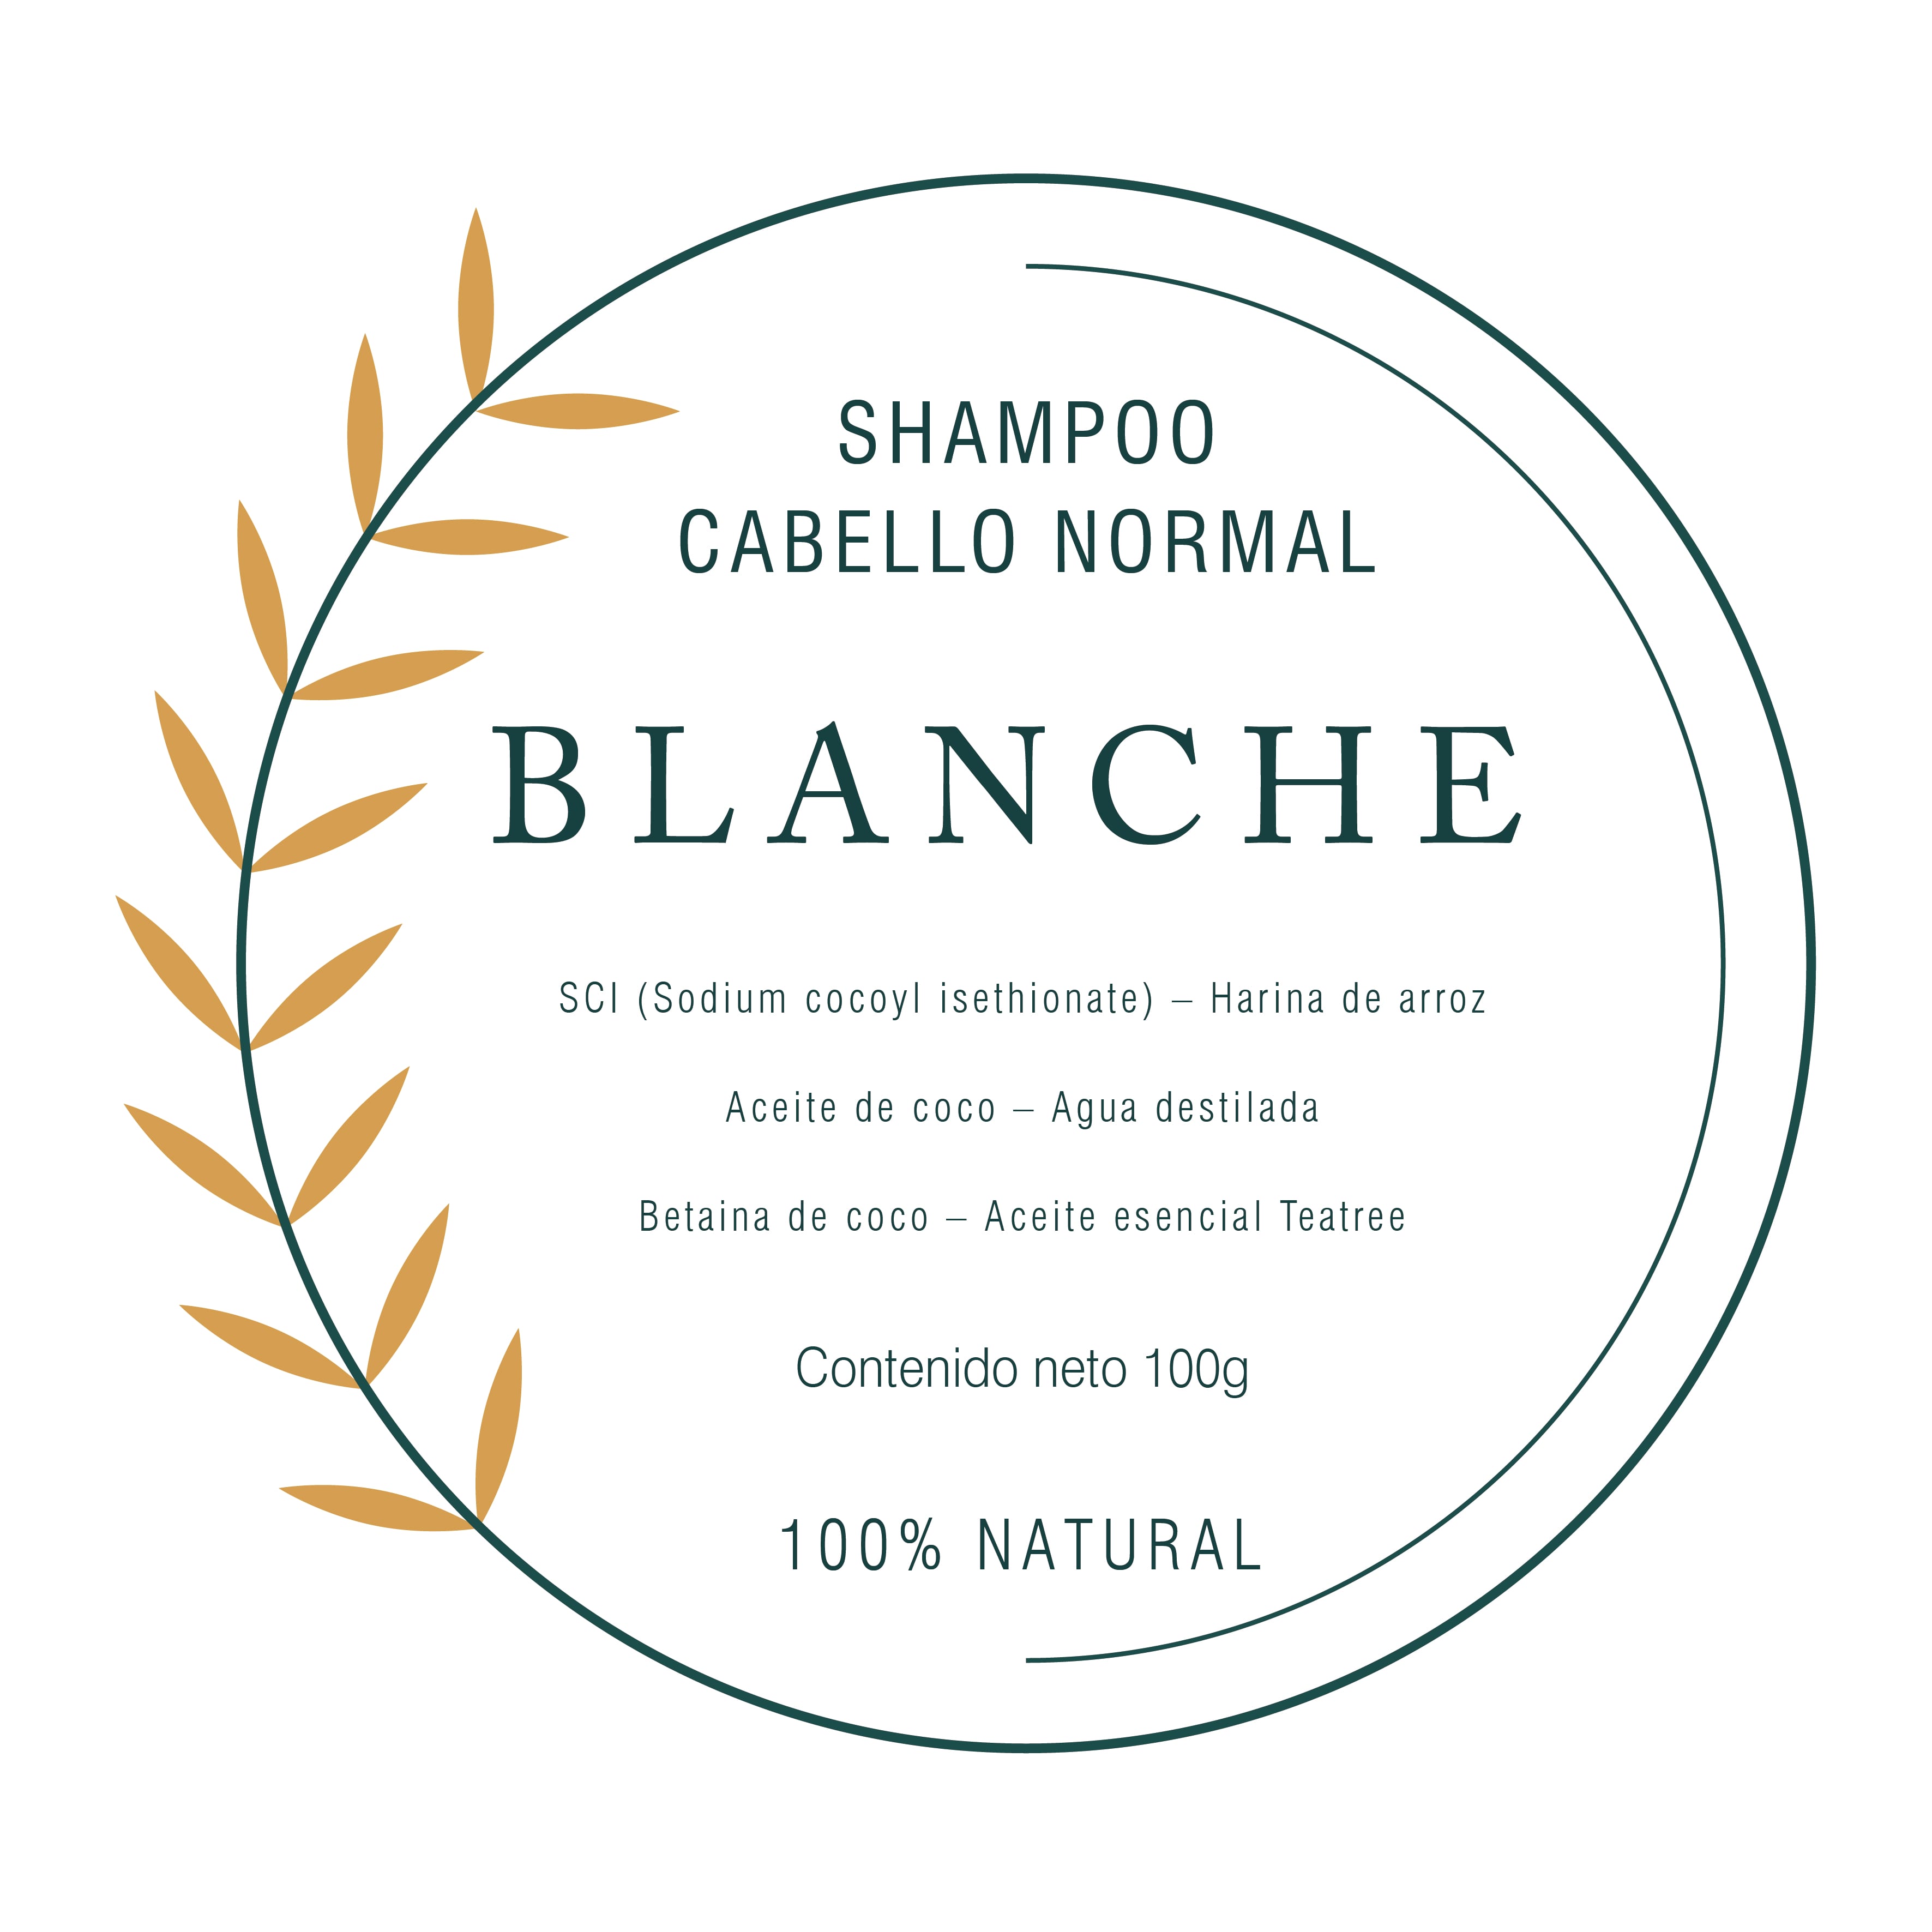 SHAMPOO
CABELLO NORMAL
BLANCHE
SCI (Sodium cocoyl isethionate) – Harina de arroz
Aceite de coco – Agua destilada
Betaina de coco – Aceite esencial Teatree
Contenido neto 100g
100% NATURAL